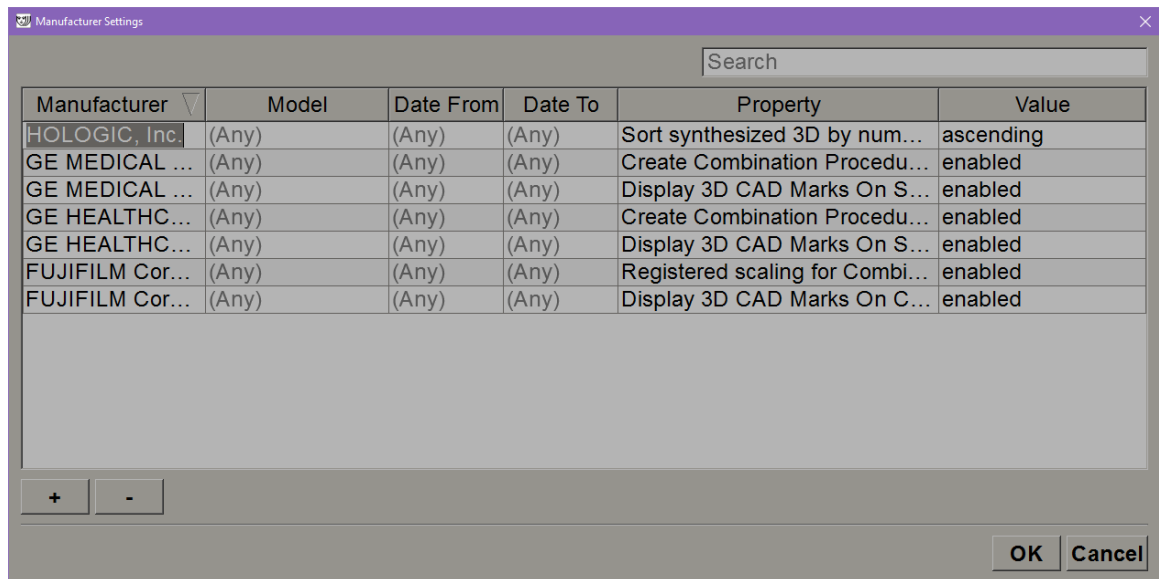 Manufacturer Settings
Search
Manufacturer Model Date From Date To Property Value
HOLOGIC, Inc. (Any) (Any) (Any) Sort synthesized 3D by num... ascending
GE MEDICAL ... (Any) (Any) (Any) Create Combination Procedu... enabled
GE MEDICAL ... (Any) (Any) (Any) Display 3D CAD Marks On S... enabled
GE HEALTHC... (Any) (Any) (Any) Create Combination Procedu... enabled
GE HEALTHC... (Any) (Any) (Any) Display 3D CAD Marks On S... enabled
FUJIFILM Cor... (Any) (Any) (Any) Registered scaling for Combi... enabled
FUJIFILM Cor... (Any) (Any) (Any) Display 3D CAD Marks On C... enabled
+ -
OK Cancel